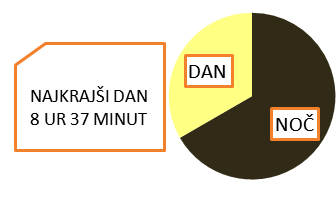 NAJKRAJŠI DAN
8 UR 37 MINUT
DAN
NOČ